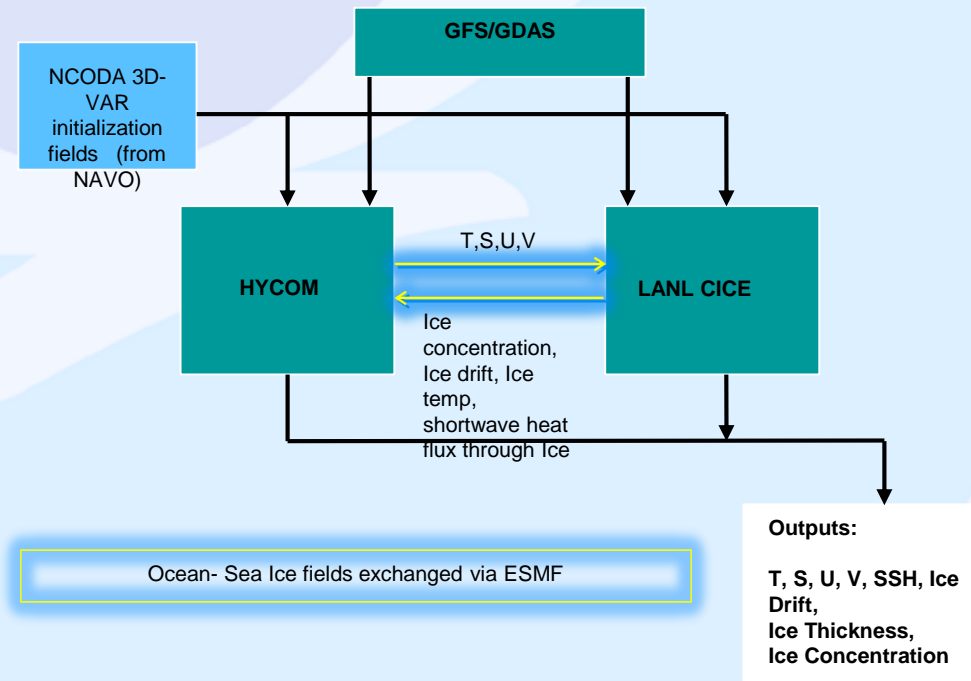 GFS/GDAS
NCODA 3D-
VAR
initialization
fields (from
NAVO)
T,S,U,V
HYCOM
LANL CICE
Ice
concentration,
Ice drift, Ice
temp,
shortwave heat
flux through Ice
Ocean- Sea Ice fields exchanged via ESMF
Outputs:
T, S, U, V, SSH, Ice
Drift,
Ice Thickness,
Ice Concentration